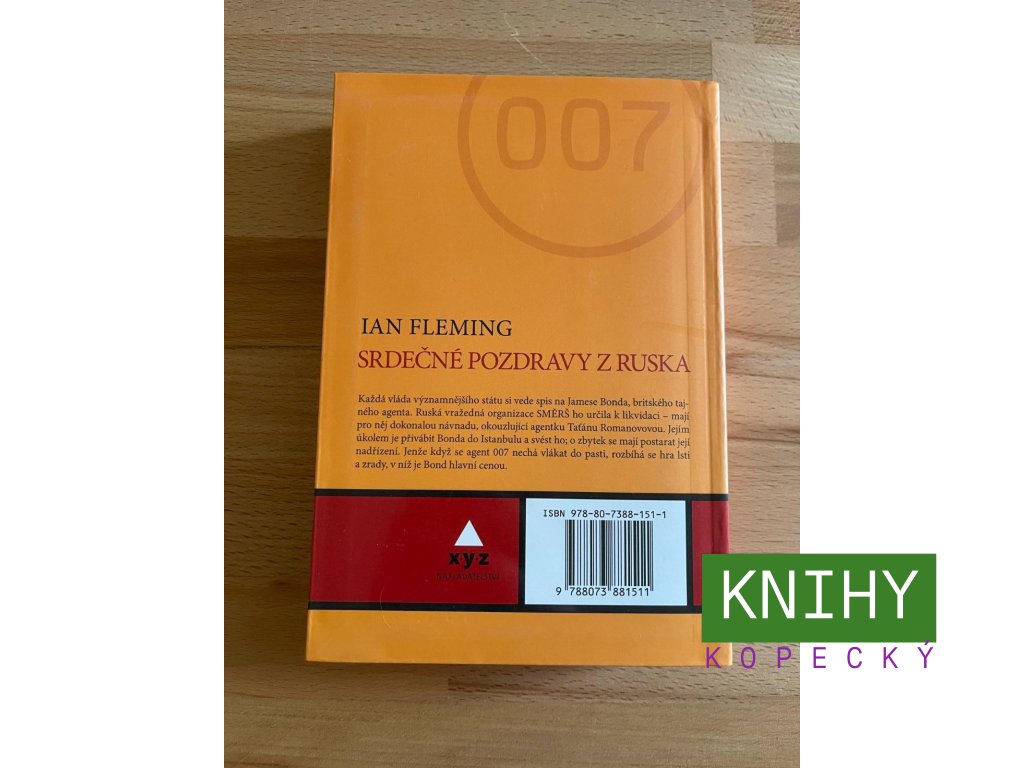 007
IAN FLEMING
SRDEČNÉ POZDRAVY Z RUSKA
Každá vláda významnějšího státu si vede spis na Jamese Bonda, britského taj-
ného agenta. Ruská vražedná organizace SMĚRŠ ho určila k likvidaci – mají
pro něj dokonalou návnadu, okouzlující agentku Taťánu Romanovovou. Jejím
úkolem je přivábit Bonda do Istanbulu a svést ho; o zbytek se mají postarat její
nadřízení. Jenže když se agent 007 nechá vlákat do pasti, rozbíhá se hra lsti
a zrady, v níž je Bond hlavní cenou.
x·y·z
NAKLADATELSTVÍ
ISBN 978-80-7388-151-1
9 788073 881511
KNIHY
KOPECKÝ